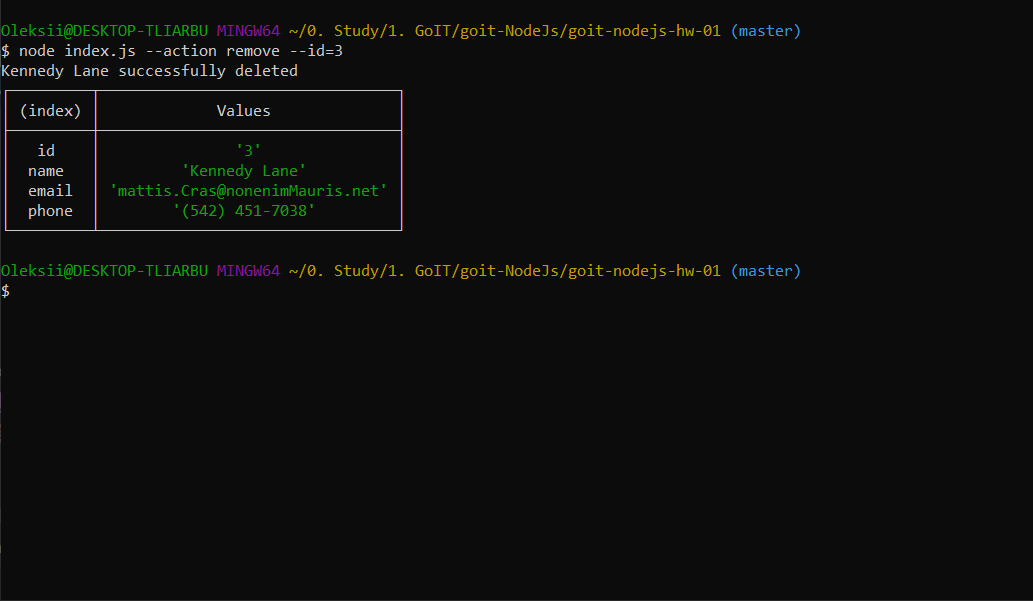 Oleksii@DESKTOP-TLIARBU MINGW64 ~/0. Study/1. GoIT/goit-NodeJs/goit-nodejs-hw-01 (master)
$ node index.js --action remove --id=3
Kennedy Lane successfully deleted
(index) Values
id '3'
name 'Kennedy Lane'
email 'mattis.Cras@nonenimMauris.net'
phone '(542) 451-7038'
Oleksii@DESKTOP-TLIARBU MINGW64 ~/0. Study/1. GoIT/goit-NodeJs/goit-nodejs-hw-01 (master)
$